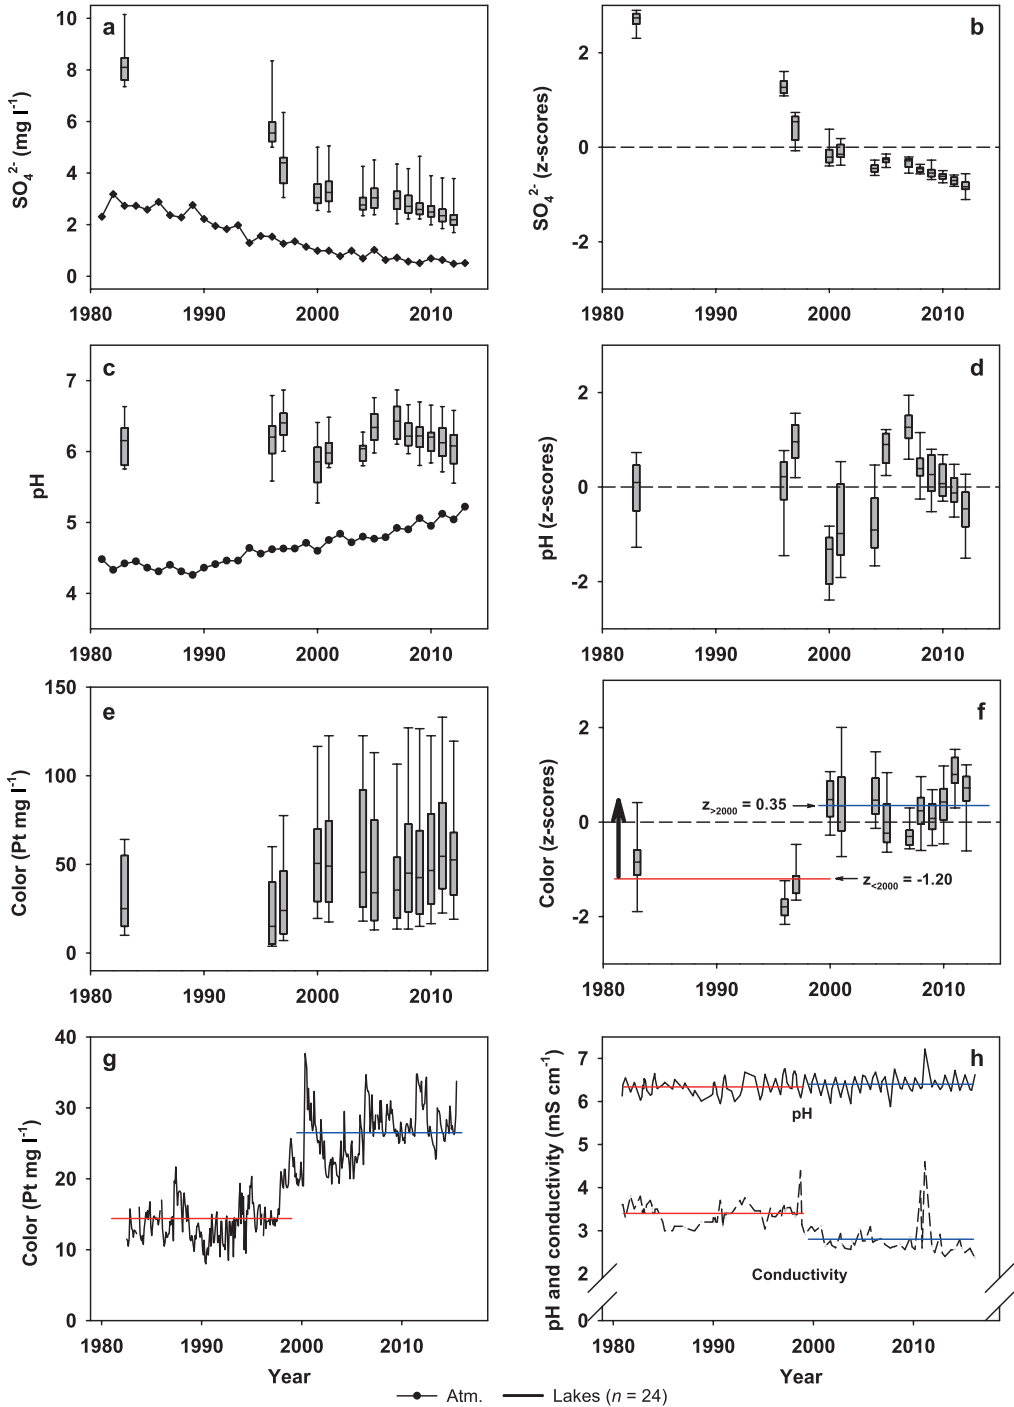 a
SO₄²⁻ (mg l⁻¹)
10
8
6
4
2
0
1980 1990 2000 2010
b
SO₄²⁻ (z-scores)
2
0
-2
1980 1990 2000 2010
c
pH
7
6
5
4
1980 1990 2000 2010
d
pH (z-scores)
2
0
-2
1980 1990 2000 2010
e
Color (Pt mg l⁻¹)
150
100
50
0
1980 1990 2000 2010
f
Color (z-scores)
2
0
-2
z>2000 = 0.35
z<2000 = -1.20
1980 1990 2000 2010
g
Color (Pt mg l⁻¹)
40
30
20
10
0
1980 1990 2000 2010
Year
h
pH and conductivity (mS cm⁻¹)
7
6
5
4
3
2
0
pH
Conductivity
1980 1990 2000 2010
Year
Atm. Lakes (n = 24)